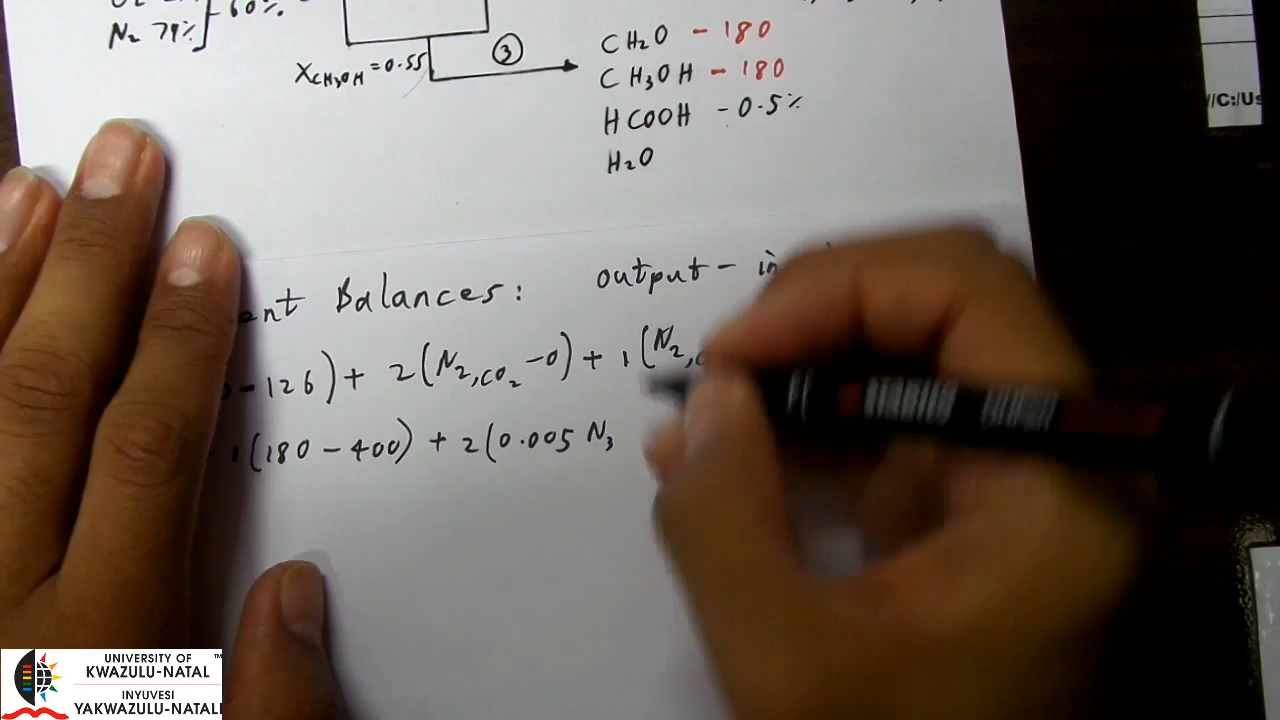 N₂ 79% - 60%.
CH₂O - 180
③
X_CH₃OH = 0.55
CH₃OH - 180
HCOOH - 0.5%
H₂O
//C:/Us
Balances: output - in
- 126) + 2(N₂,CO₂ - 0) + 1(N₂,
1(180 - 400) + 2(0.005 N₃
UNIVERSITY OF ™
KWAZULU-NATAL
INYUVESI
YAKWAZULU-NATALI